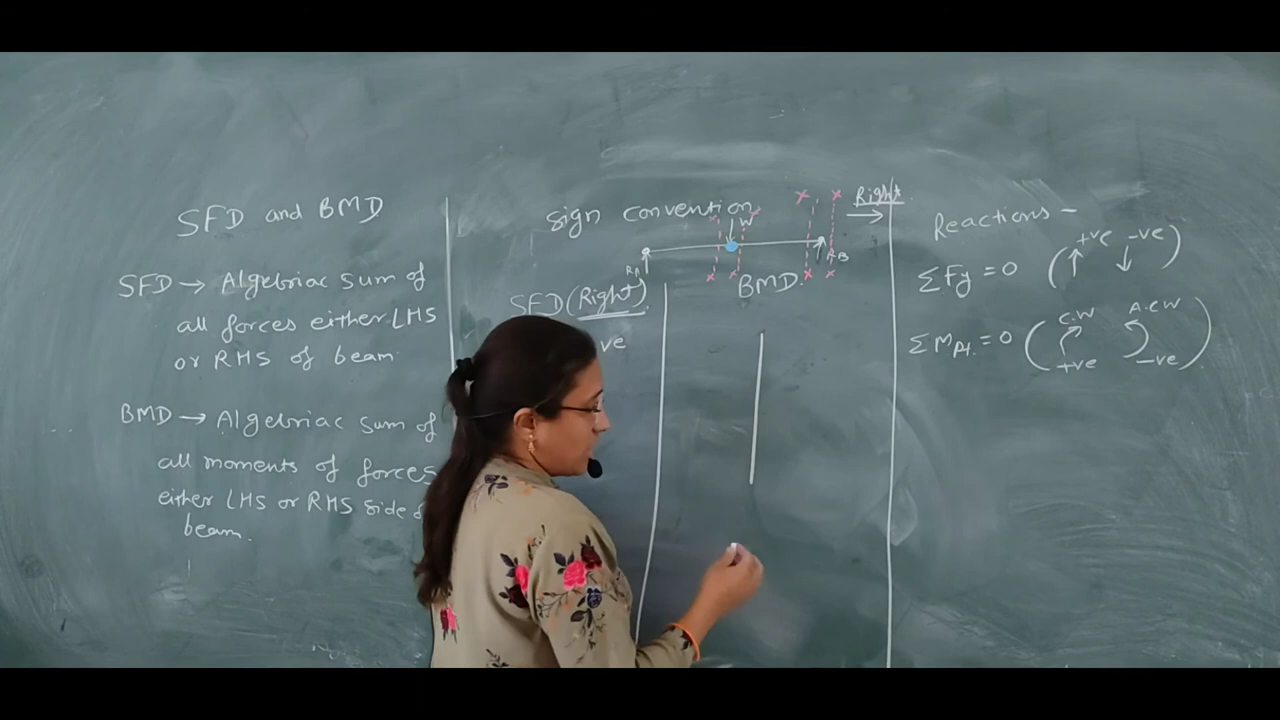 SFD and BMD
SFD → Algebriac sum of
all forces either LHS
or RHS of beam.
BMD → Algebriac sum of
all moments of forces
either LHS or RHS side
beam.
Sign convention
Right
W
RA
RB
SFD (Right)
ve
BMD.
Reactions -
+ve -ve
ΣFy = 0 (↑ ↓)
C.W A.C.W
ΣMpt. = 0
+ve -ve